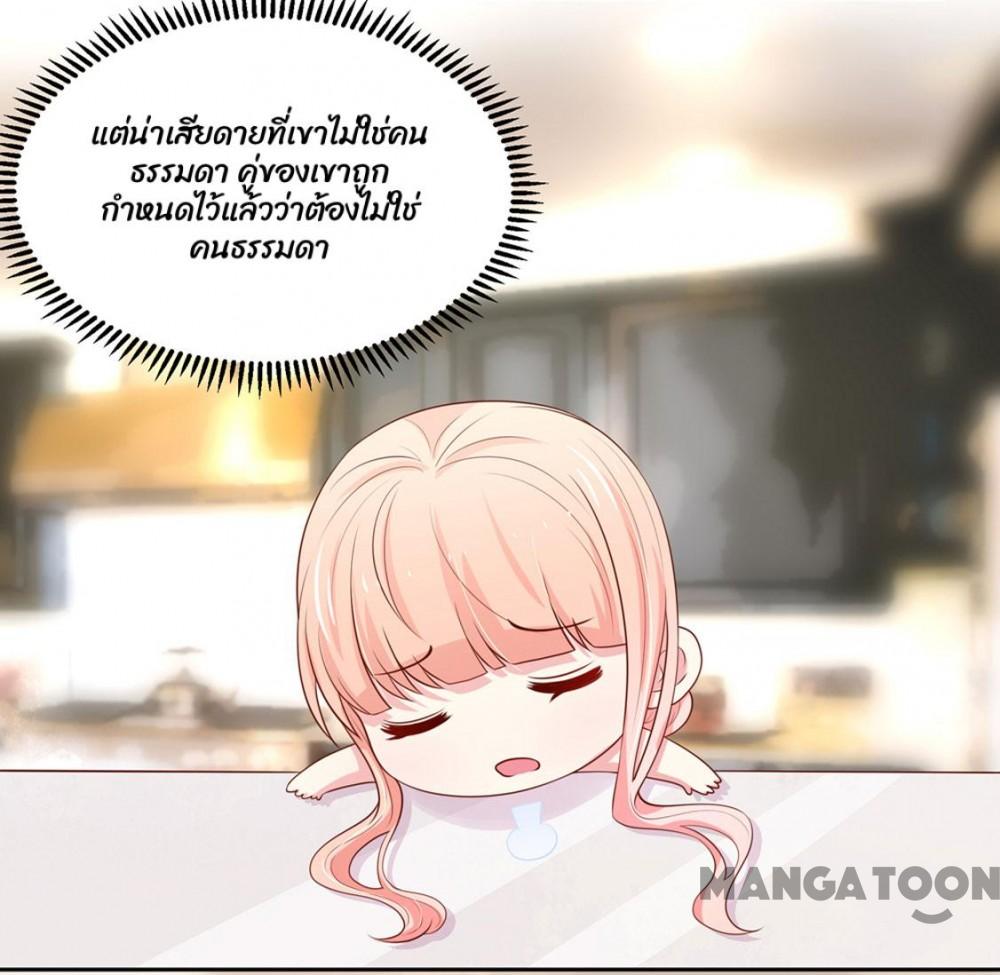 แต่น่าเสียดายที่เขาไม่ใช่คน
ธรรมดา คู่ของเขาถูก
กำหนดไว้แล้วว่าต้องไม่ใช่
คนธรรมดา
MANGATOON